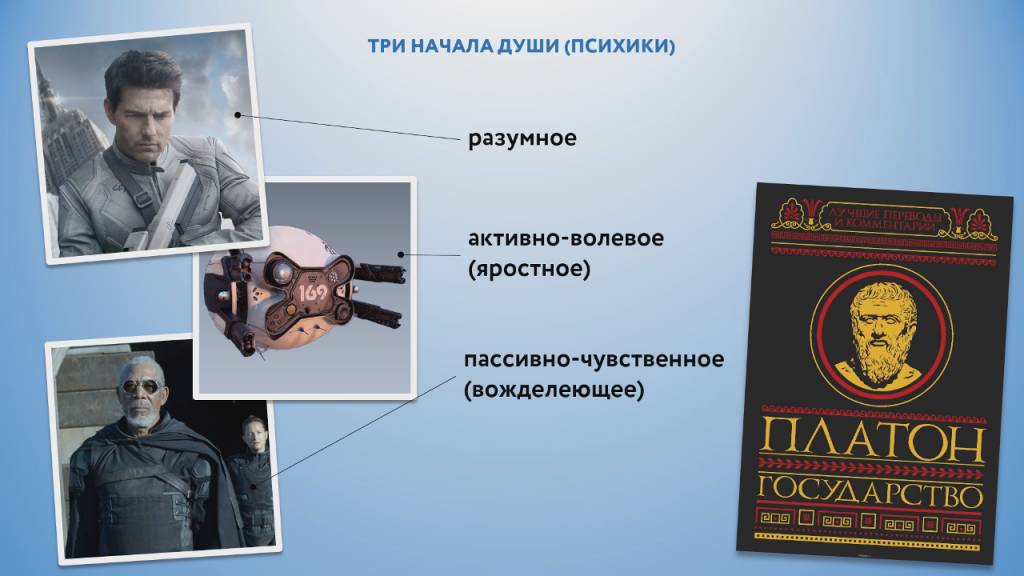 ТРИ НАЧАЛА ДУШИ (ПСИХИКИ)
разумное
активно-волевое
(яростное)
пассивно-чувственное
(вожделеющее)
169
ЛУЧШИЕ ПЕРЕВОДЫ
И КОММЕНТАРИИ
ПЛАТОН
ГОСУДАРСТВО